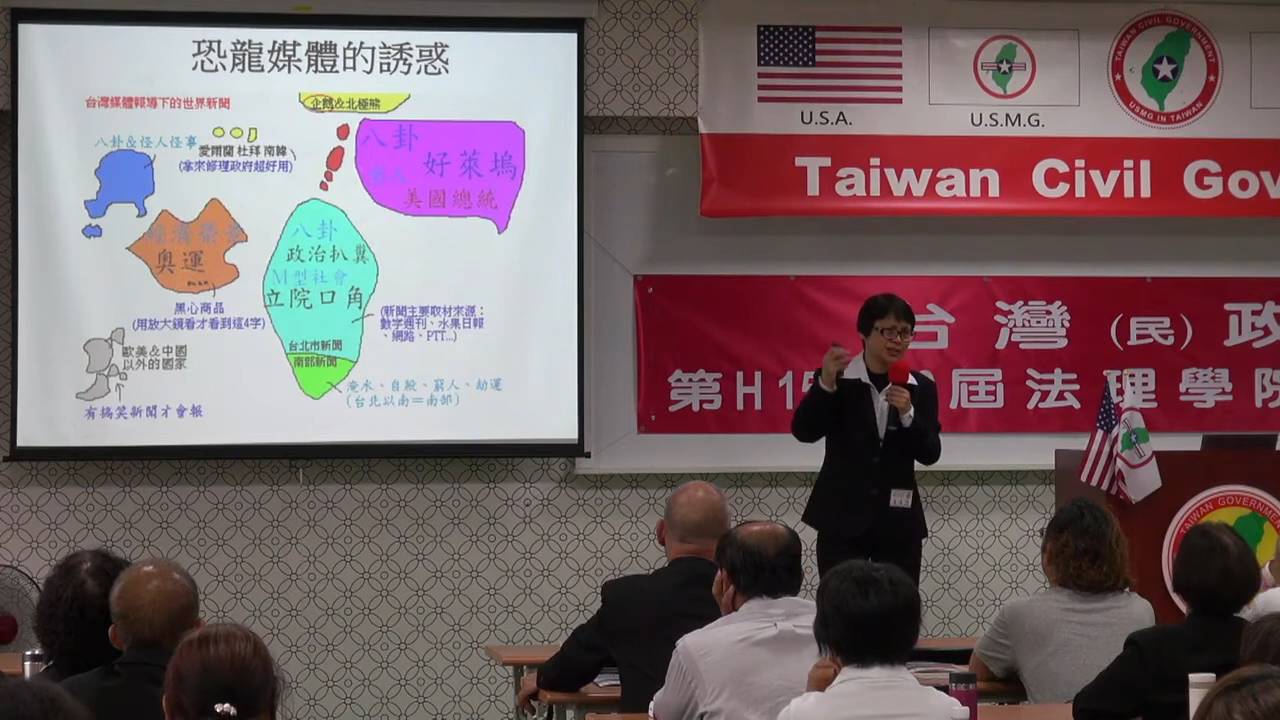 恐龍媒體的誘惑
台灣媒體報導下的世界新聞
企鵝&北極熊
八卦&怪人怪事
愛爾蘭 杜拜 南韓
(拿來修理政府超好用)
八卦
好萊塢
美國總統
奧運
八卦
政治扒糞
M型社會
立院口角
黑心商品
(用放大鏡看才看到這4字)
(新聞主要取材來源:
數字週刊、水果日報
、網路、PTT...)
歐美&中國
以外的國家
台北市新聞
南部新聞
淹水、自殺、窮人、劫運
(台北以南=南部)
有搞笑新聞才會報
U.S.A.
U.S.M.G.
TAIWAN CIVIL GOVERNMENT
USMG IN TAIWAN
Taiwan Civil Gov
台灣(民)政
第H15
屆法理學院
TAIWAN GOVERNMENT